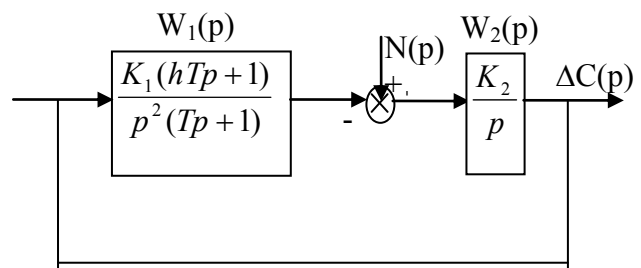 W₁(p)
W₂(p)
N(p)
K₁(hTp+1)
p²(Tp+1)
-
+
K₂
p
ΔC(p)